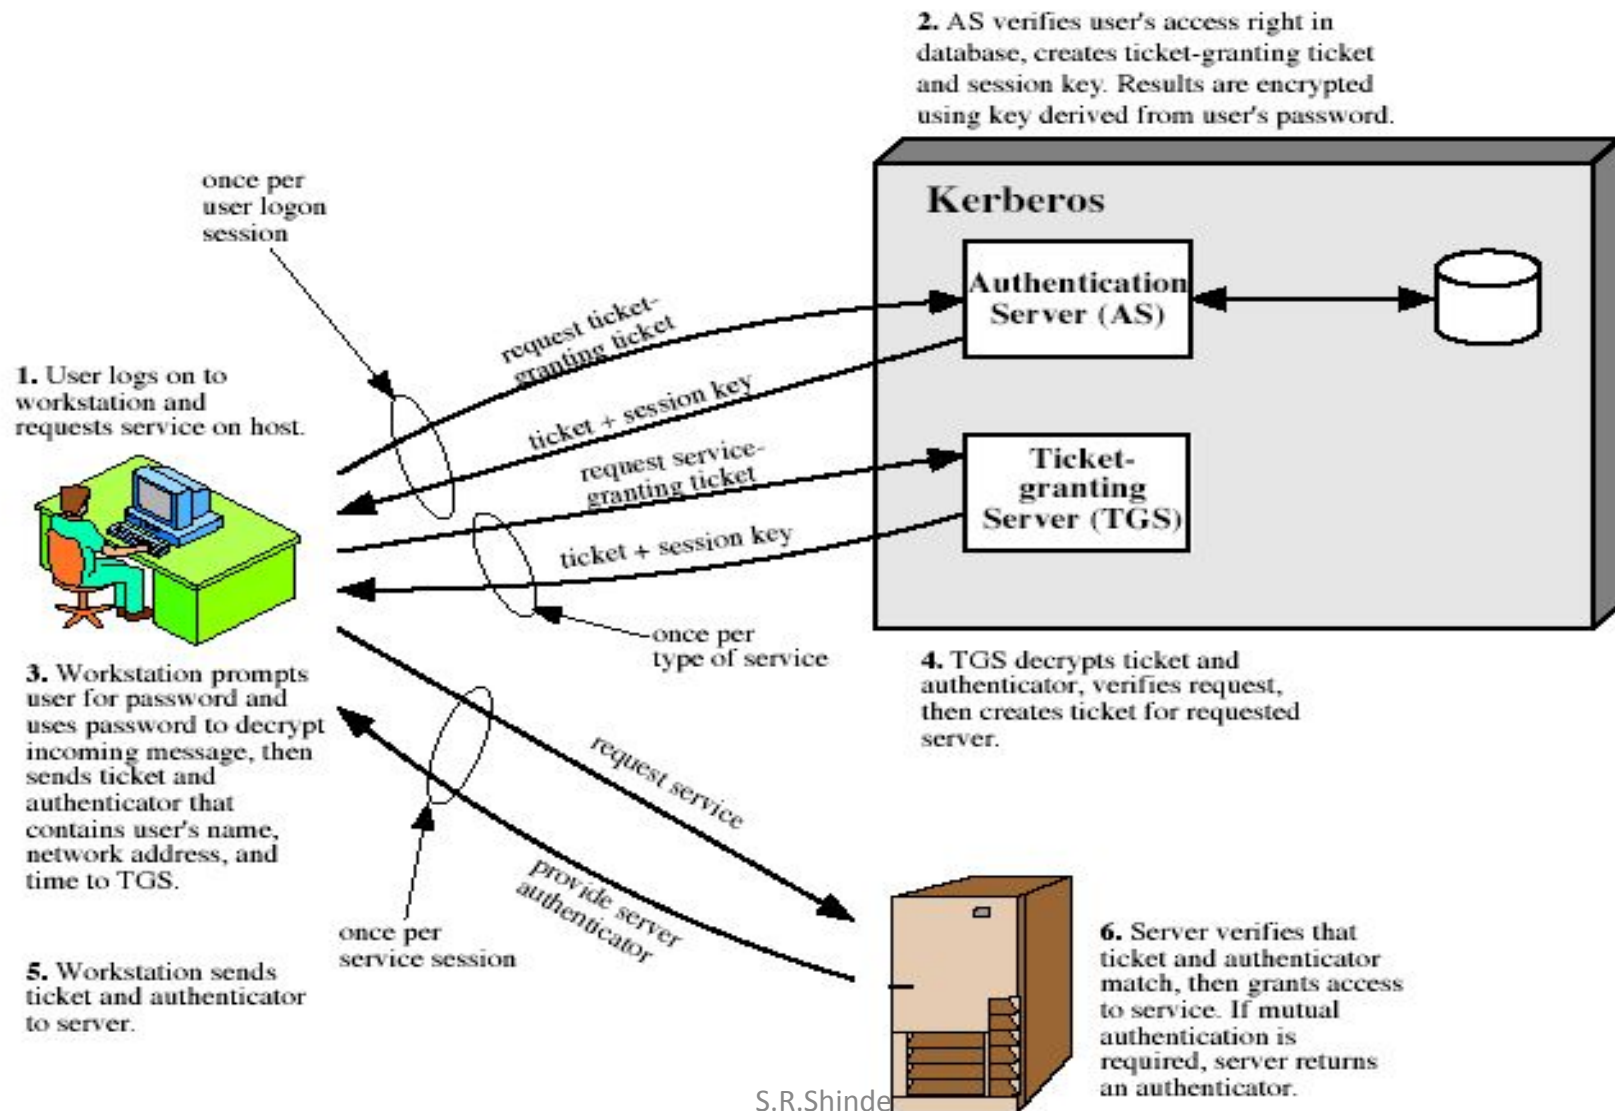 2. AS verifies user's access right in
database, creates ticket-granting ticket
and session key. Results are encrypted
using key derived from user's password.
once per
user logon
session
Kerberos
Authentication
Server (AS)
request ticket-
granting ticket
1. User logs on to
workstation and
requests service on host.
ticket + session key
request service-
granting ticket
Ticket-
granting
Server (TGS)
ticket + session key
once per
type of service
3. Workstation prompts
user for password and
uses password to decrypt
incoming message, then
sends ticket and
authenticator that
contains user's name,
network address, and
time to TGS.
4. TGS decrypts ticket and
authenticator, verifies request,
then creates ticket for requested
server.
request service
provide server
authenticator
once per
service session
5. Workstation sends
ticket and authenticator
to server.
6. Server verifies that
ticket and authenticator
match, then grants access
to service. If mutual
authentication is
required, server returns
an authenticator.
S.R.Shinde